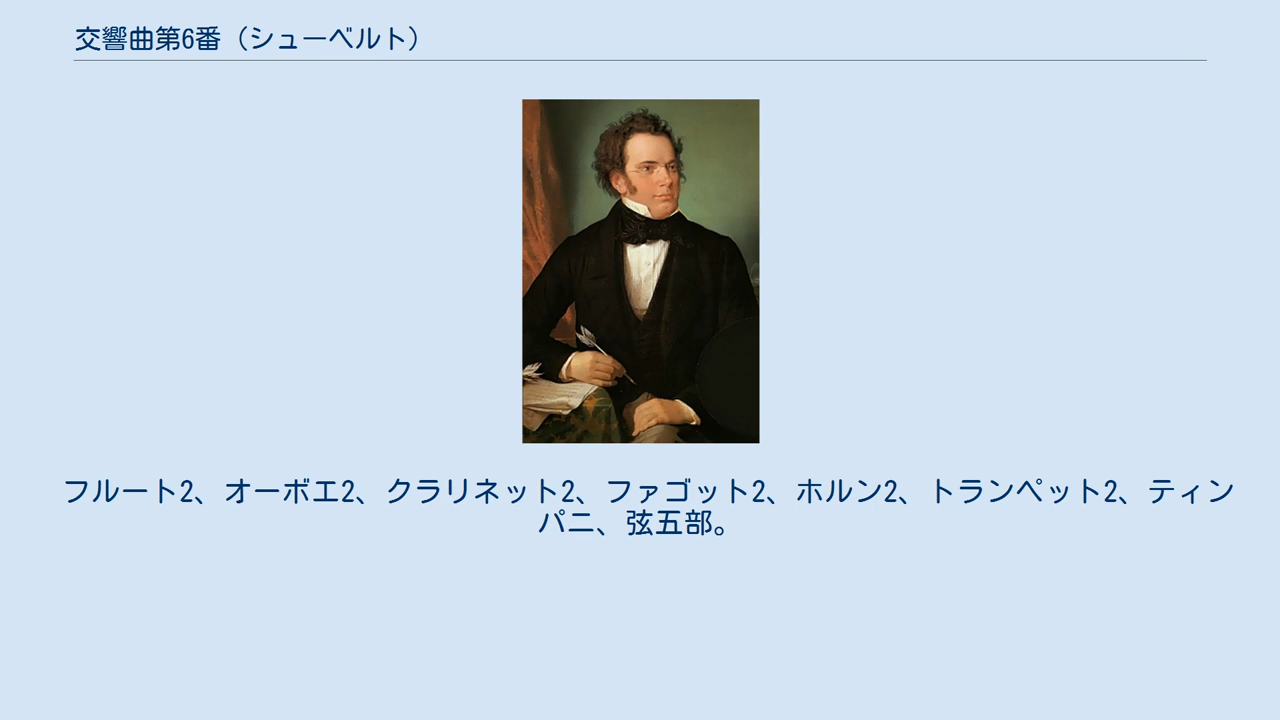 交響曲第6番（シューベルト）
フルート2、オーボエ2、クラリネット2、ファゴット2、ホルン2、トランペット2、ティン
パニ、弦五部。